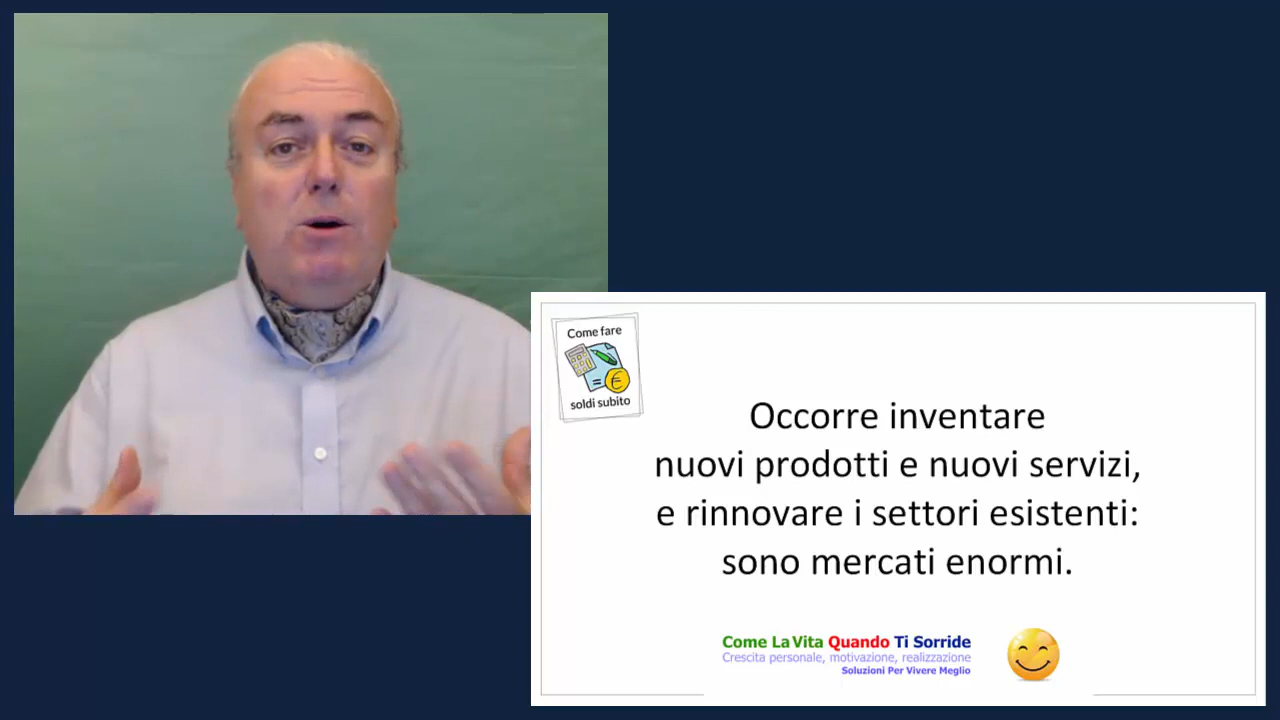 Come fare
soldi subito
Occorre inventare
nuovi prodotti e nuovi servizi,
e rinnovare i settori esistenti:
sono mercati enormi.
Come La Vita Quando Ti Sorride
Crescita personale, motivazione, realizzazione
Soluzioni Per Vivere Meglio